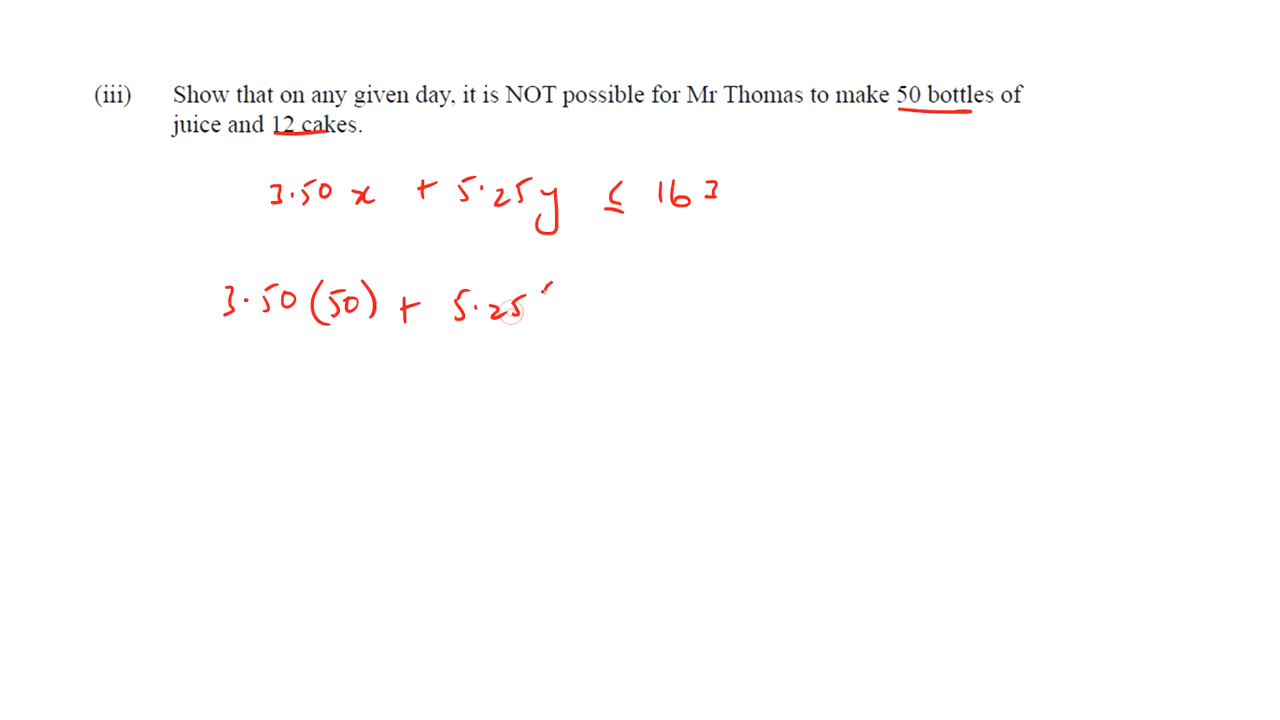 (iii) Show that on any given day, it is NOT possible for Mr Thomas to make 50 bottles of
juice and 12 cakes.
3.50 x + 5.25y ≤ 163
3.50(50) + 5.25